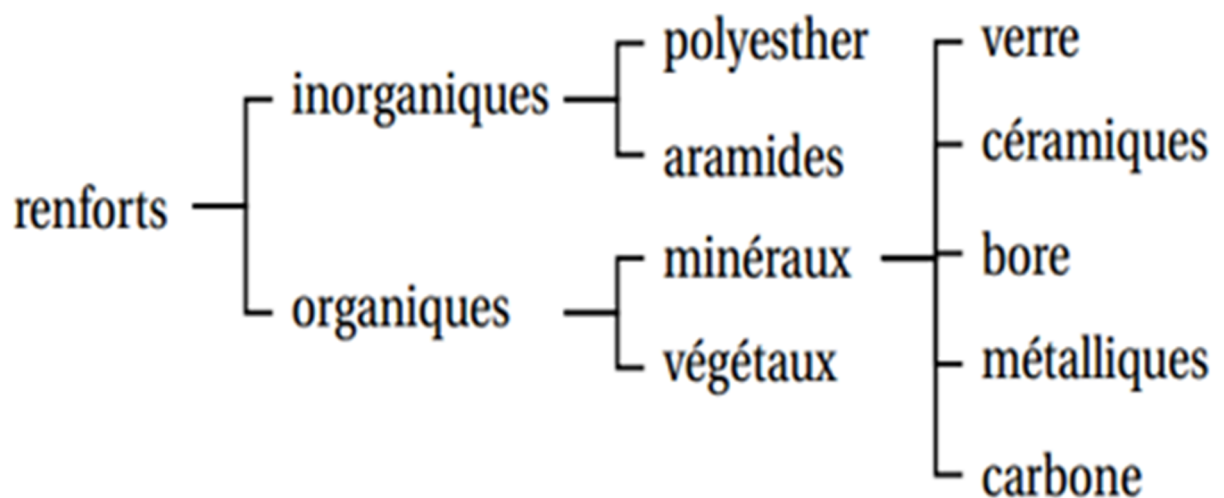 renforts
inorganiques
organiques
polyesther
aramides
minéraux
végétaux
verre
céramiques
bore
métalliques
carbone